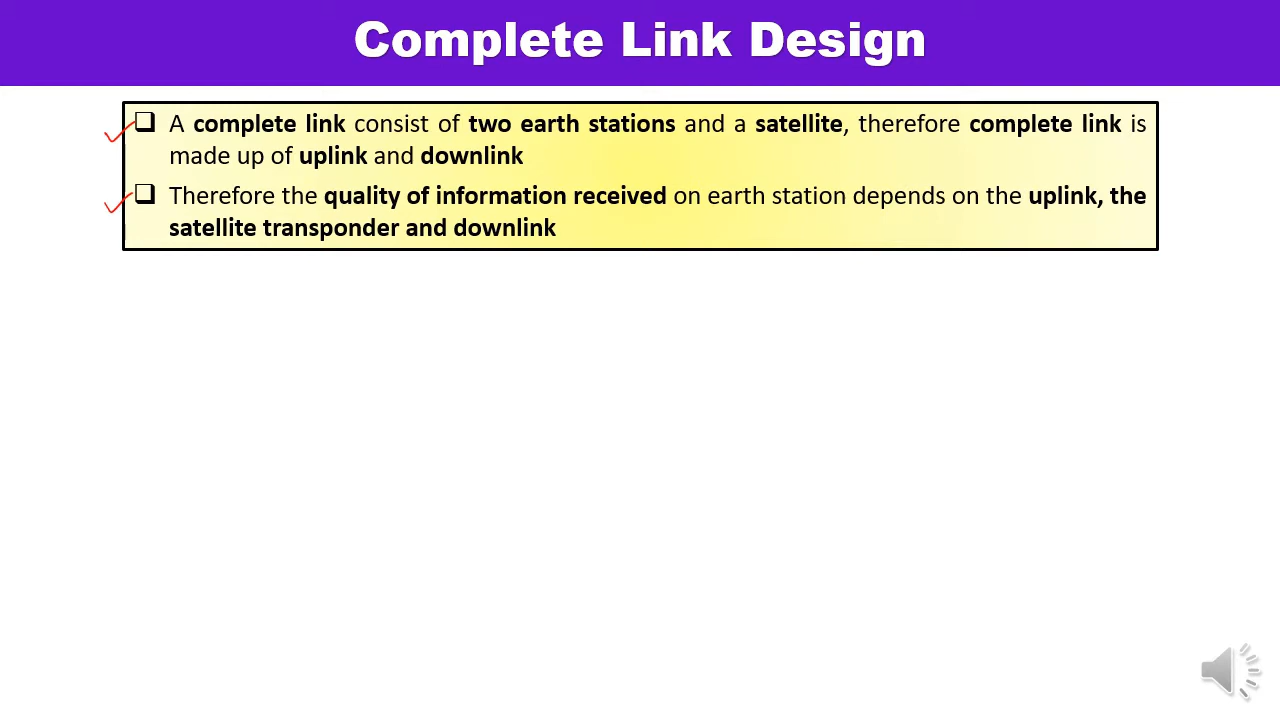 Complete Link Design
A complete link consist of two earth stations and a satellite, therefore complete link is
made up of uplink and downlink
Therefore the quality of information received on earth station depends on the uplink, the
satellite transponder and downlink